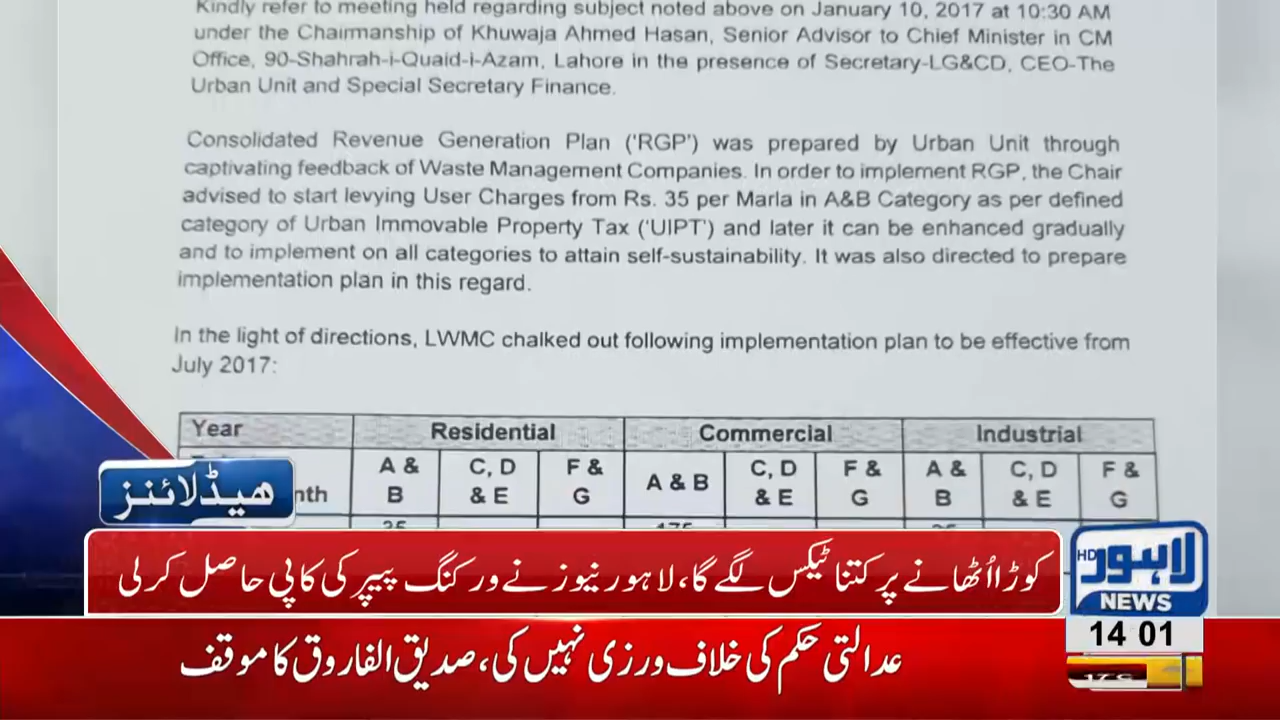 Kindly refer to meeting held regarding subject noted above on January 10, 2017 at 10:30 AM
under the Chairmanship of Khuwaja Ahmed Hasan, Senior Advisor to Chief Minister in CM
Office, 90-Shahrah-i-Quaid-i-Azam, Lahore in the presence of Secretary-LG&CD, CEO-The
Urban Unit and Special Secretary Finance.
Consolidated Revenue Generation Plan ('RGP') was prepared by Urban Unit through
captivating feedback of Waste Management Companies. In order to implement RGP, the Chair
advised to start levying User Charges from Rs. 35 per Marla in A&B Category as per defined
category of Urban Immovable Property Tax ('UIPT') and later it can be enhanced gradually
and to implement on all categories to attain self-sustainability. It was also directed to prepare
implementation plan in this regard.
In the light of directions, LWMC chalked out following implementation plan to be effective from
July 2017:
Year Residential Commercial Industrial
A & B C, D & E F & G A & B C, D & E F & G A & B C, D & E F & G
ہیڈلائنز
کوڑا اُٹھانے پر کتنا ٹیکس لگے گا، لاہور نیوز نے ورکنگ پیپر کی کاپی حاصل کر لی
HD لاہور
NEWS
14 01
عدالتی حکم کی خلاف ورزی نہیں کی، صدیق الفاروق کا موقف